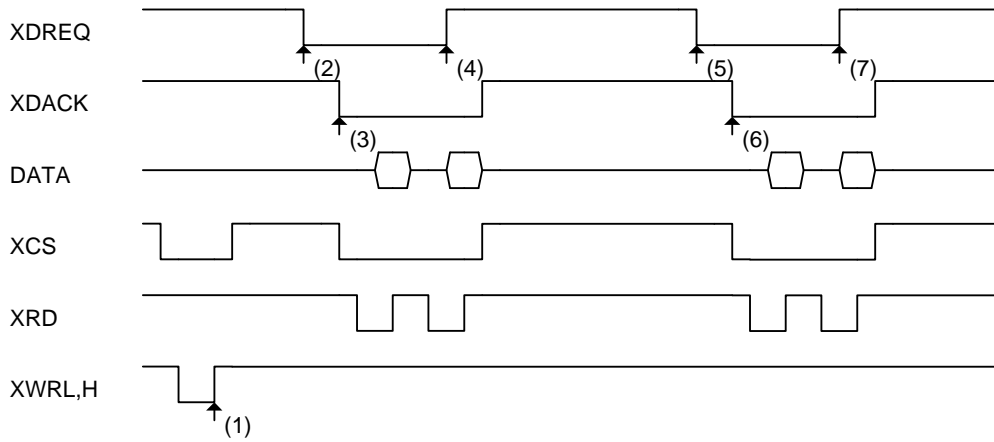 XDREQ
(2)
(4)
(5)
(7)
XDACK
(3)
(6)
DATA
XCS
XRD
XWRL,H
(1)